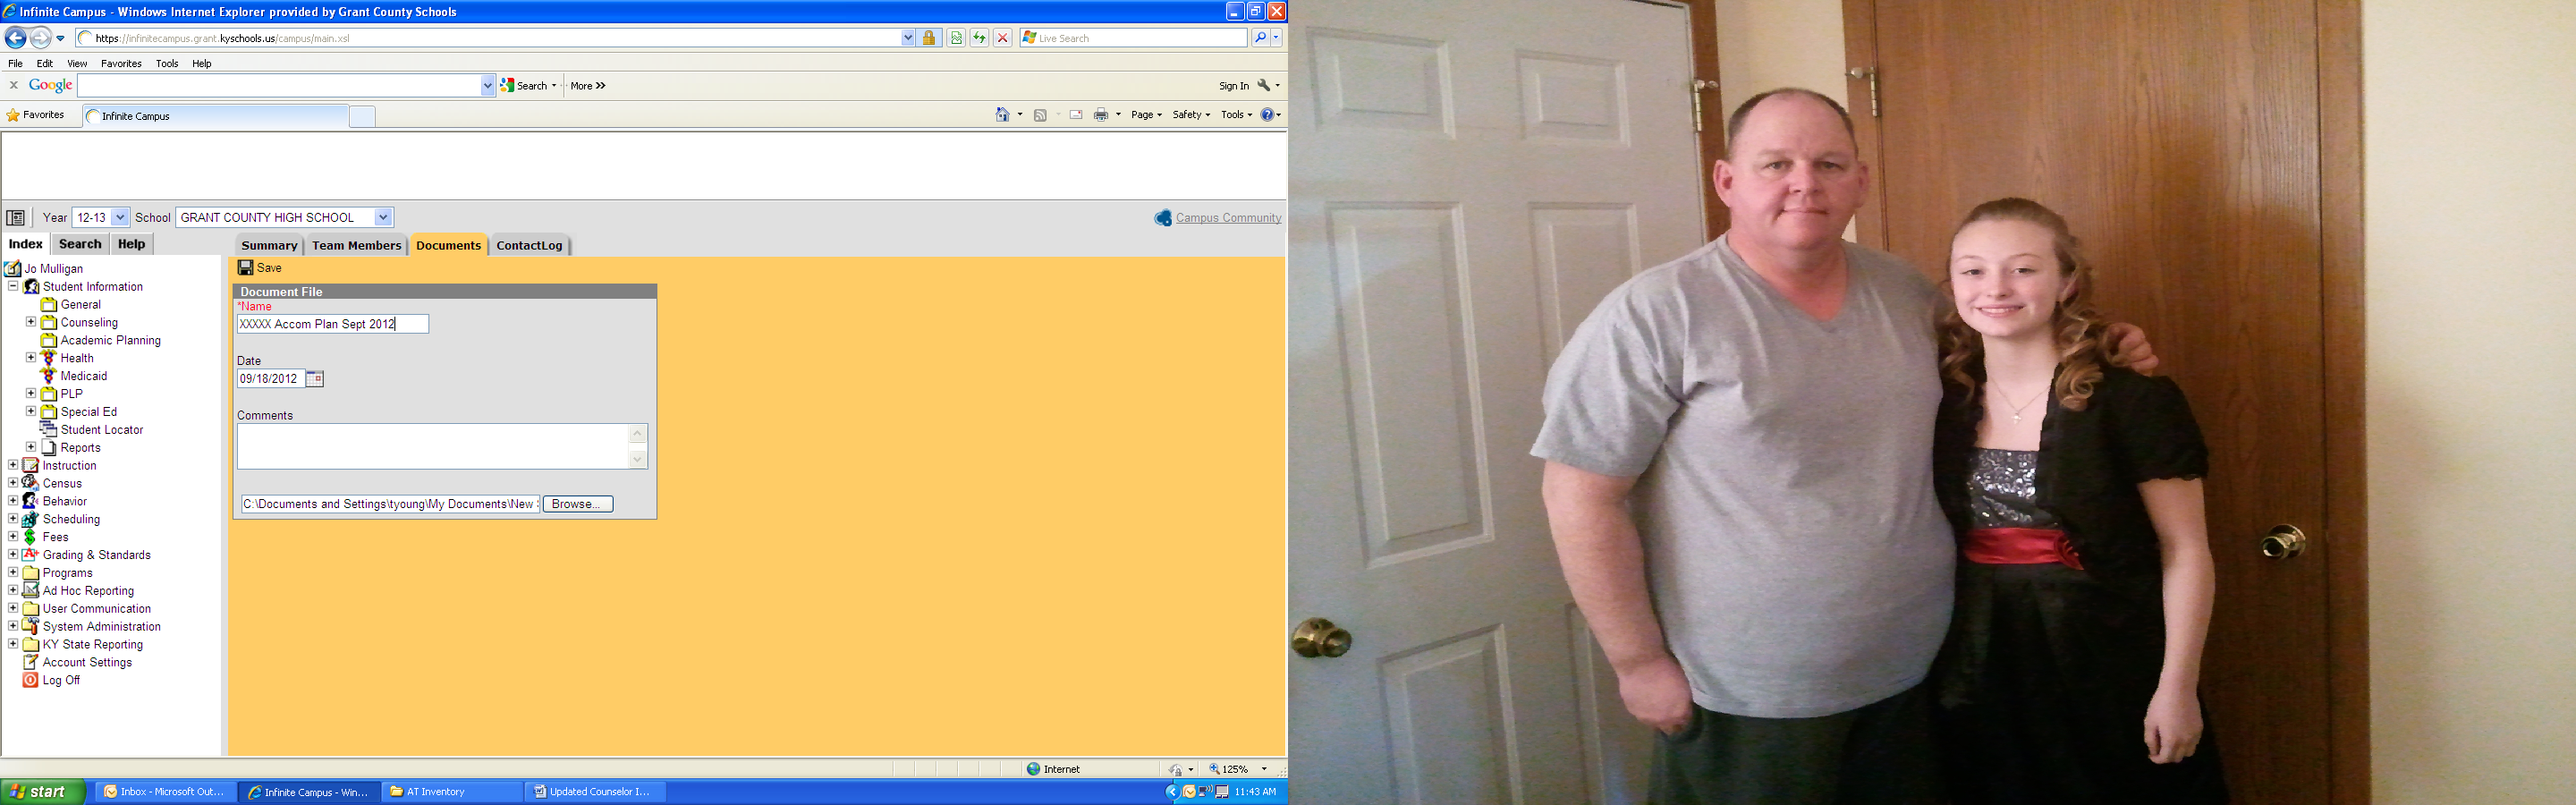 Infinite Campus - Windows Internet Explorer provided by Grant County Schools
https://infinitecampus.grant.kyschools.us/campus/main.xsl
Live Search
File Edit View Favorites Tools Help
x Google Search More »
Sign In
Favorites Infinite Campus
Page Safety Tools
Year 12-13 School GRANT COUNTY HIGH SCHOOL
Campus Community
Index Search Help
Summary Team Members Documents ContactLog
Jo Mulligan
Student Information
General
Counseling
Academic Planning
Health
Medicaid
PLP
Special Ed
Student Locator
Reports
Instruction
Census
Behavior
Scheduling
Fees
Grading & Standards
Programs
Ad Hoc Reporting
User Communication
System Administration
KY State Reporting
Account Settings
Log Off
Save
Document File
*Name
XXXXX Accom Plan Sept 2012
Date
09/18/2012
Comments
C:\Documents and Settings\tyoung\My Documents\New
Browse...
Internet
125%
start
Inbox - Microsoft Out...
Infinite Campus - Win...
AT Inventory
Updated Counselor I...
11:43 AM